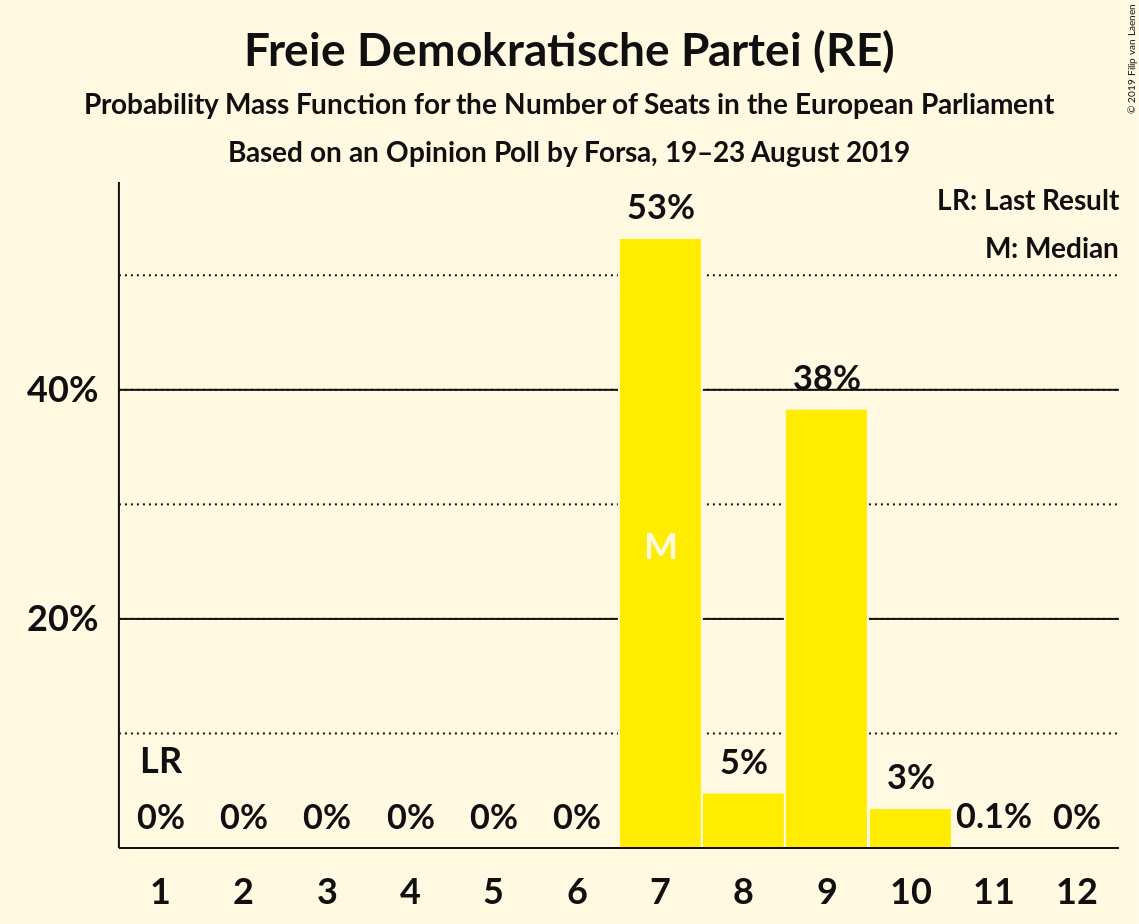 Freie Demokratische Partei (RE)
Probability Mass Function for the Number of Seats in the European Parliament
Based on an Opinion Poll by Forsa, 19–23 August 2019
© 2019 Filip van Laenen
LR: Last Result
M: Median
53%
40%
38%
M
20%
LR
5%
3%
0% 0% 0% 0% 0% 0% 0.1% 0%
1 2 3 4 5 6 7 8 9 10 11 12